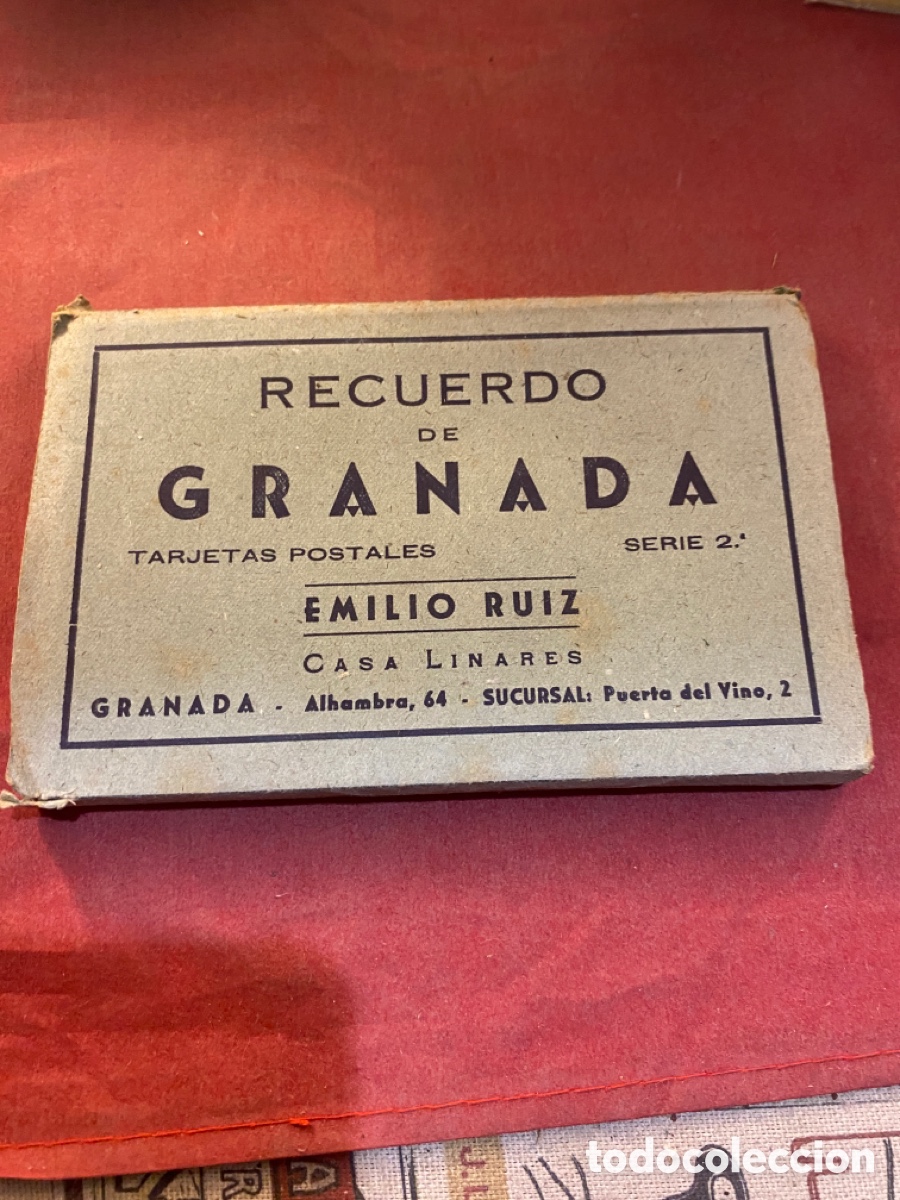 RECUERDO
DE
GRANADA
TARJETAS POSTALES SERIE 2.ª
EMILIO RUIZ
CASA LINARES
GRANADA - Alhambra, 64 - SUCURSAL: Puerta del Vino, 2
todocoleccion